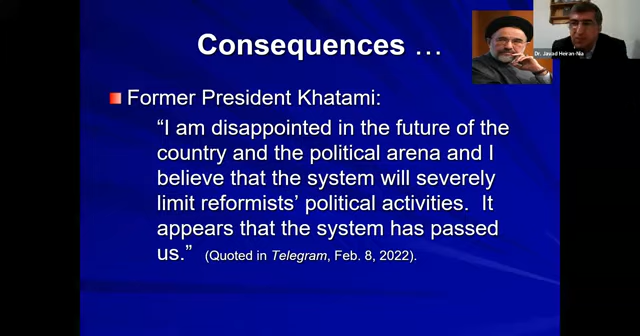 Consequences ...
Dr. Javad Heiran-Nia
Former President Khatami:
“I am disappointed in the future of the
country and the political arena and I
believe that the system will severely
limit reformists’ political activities. It
appears that the system has passed
us.” (Quoted in Telegram, Feb. 8, 2022).